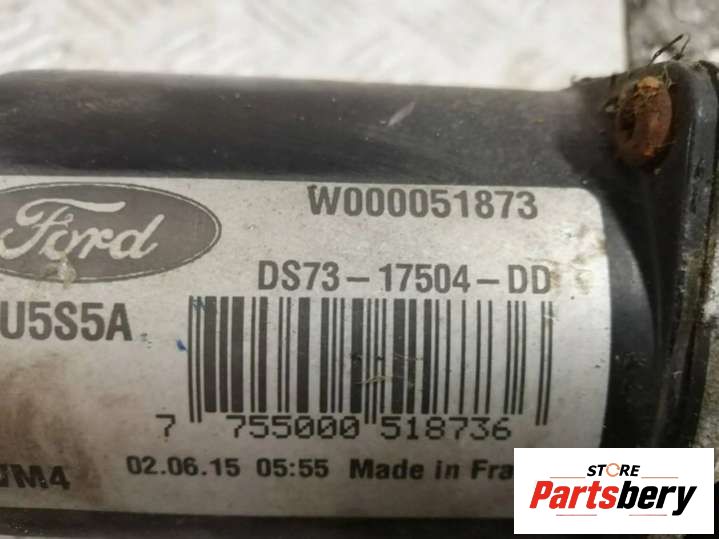 W000051873
Ford
DS73-17504-DD
U5S5A
7 755000 518736
02.06.15 05:55 Made in Fra
STORE
Partsbery